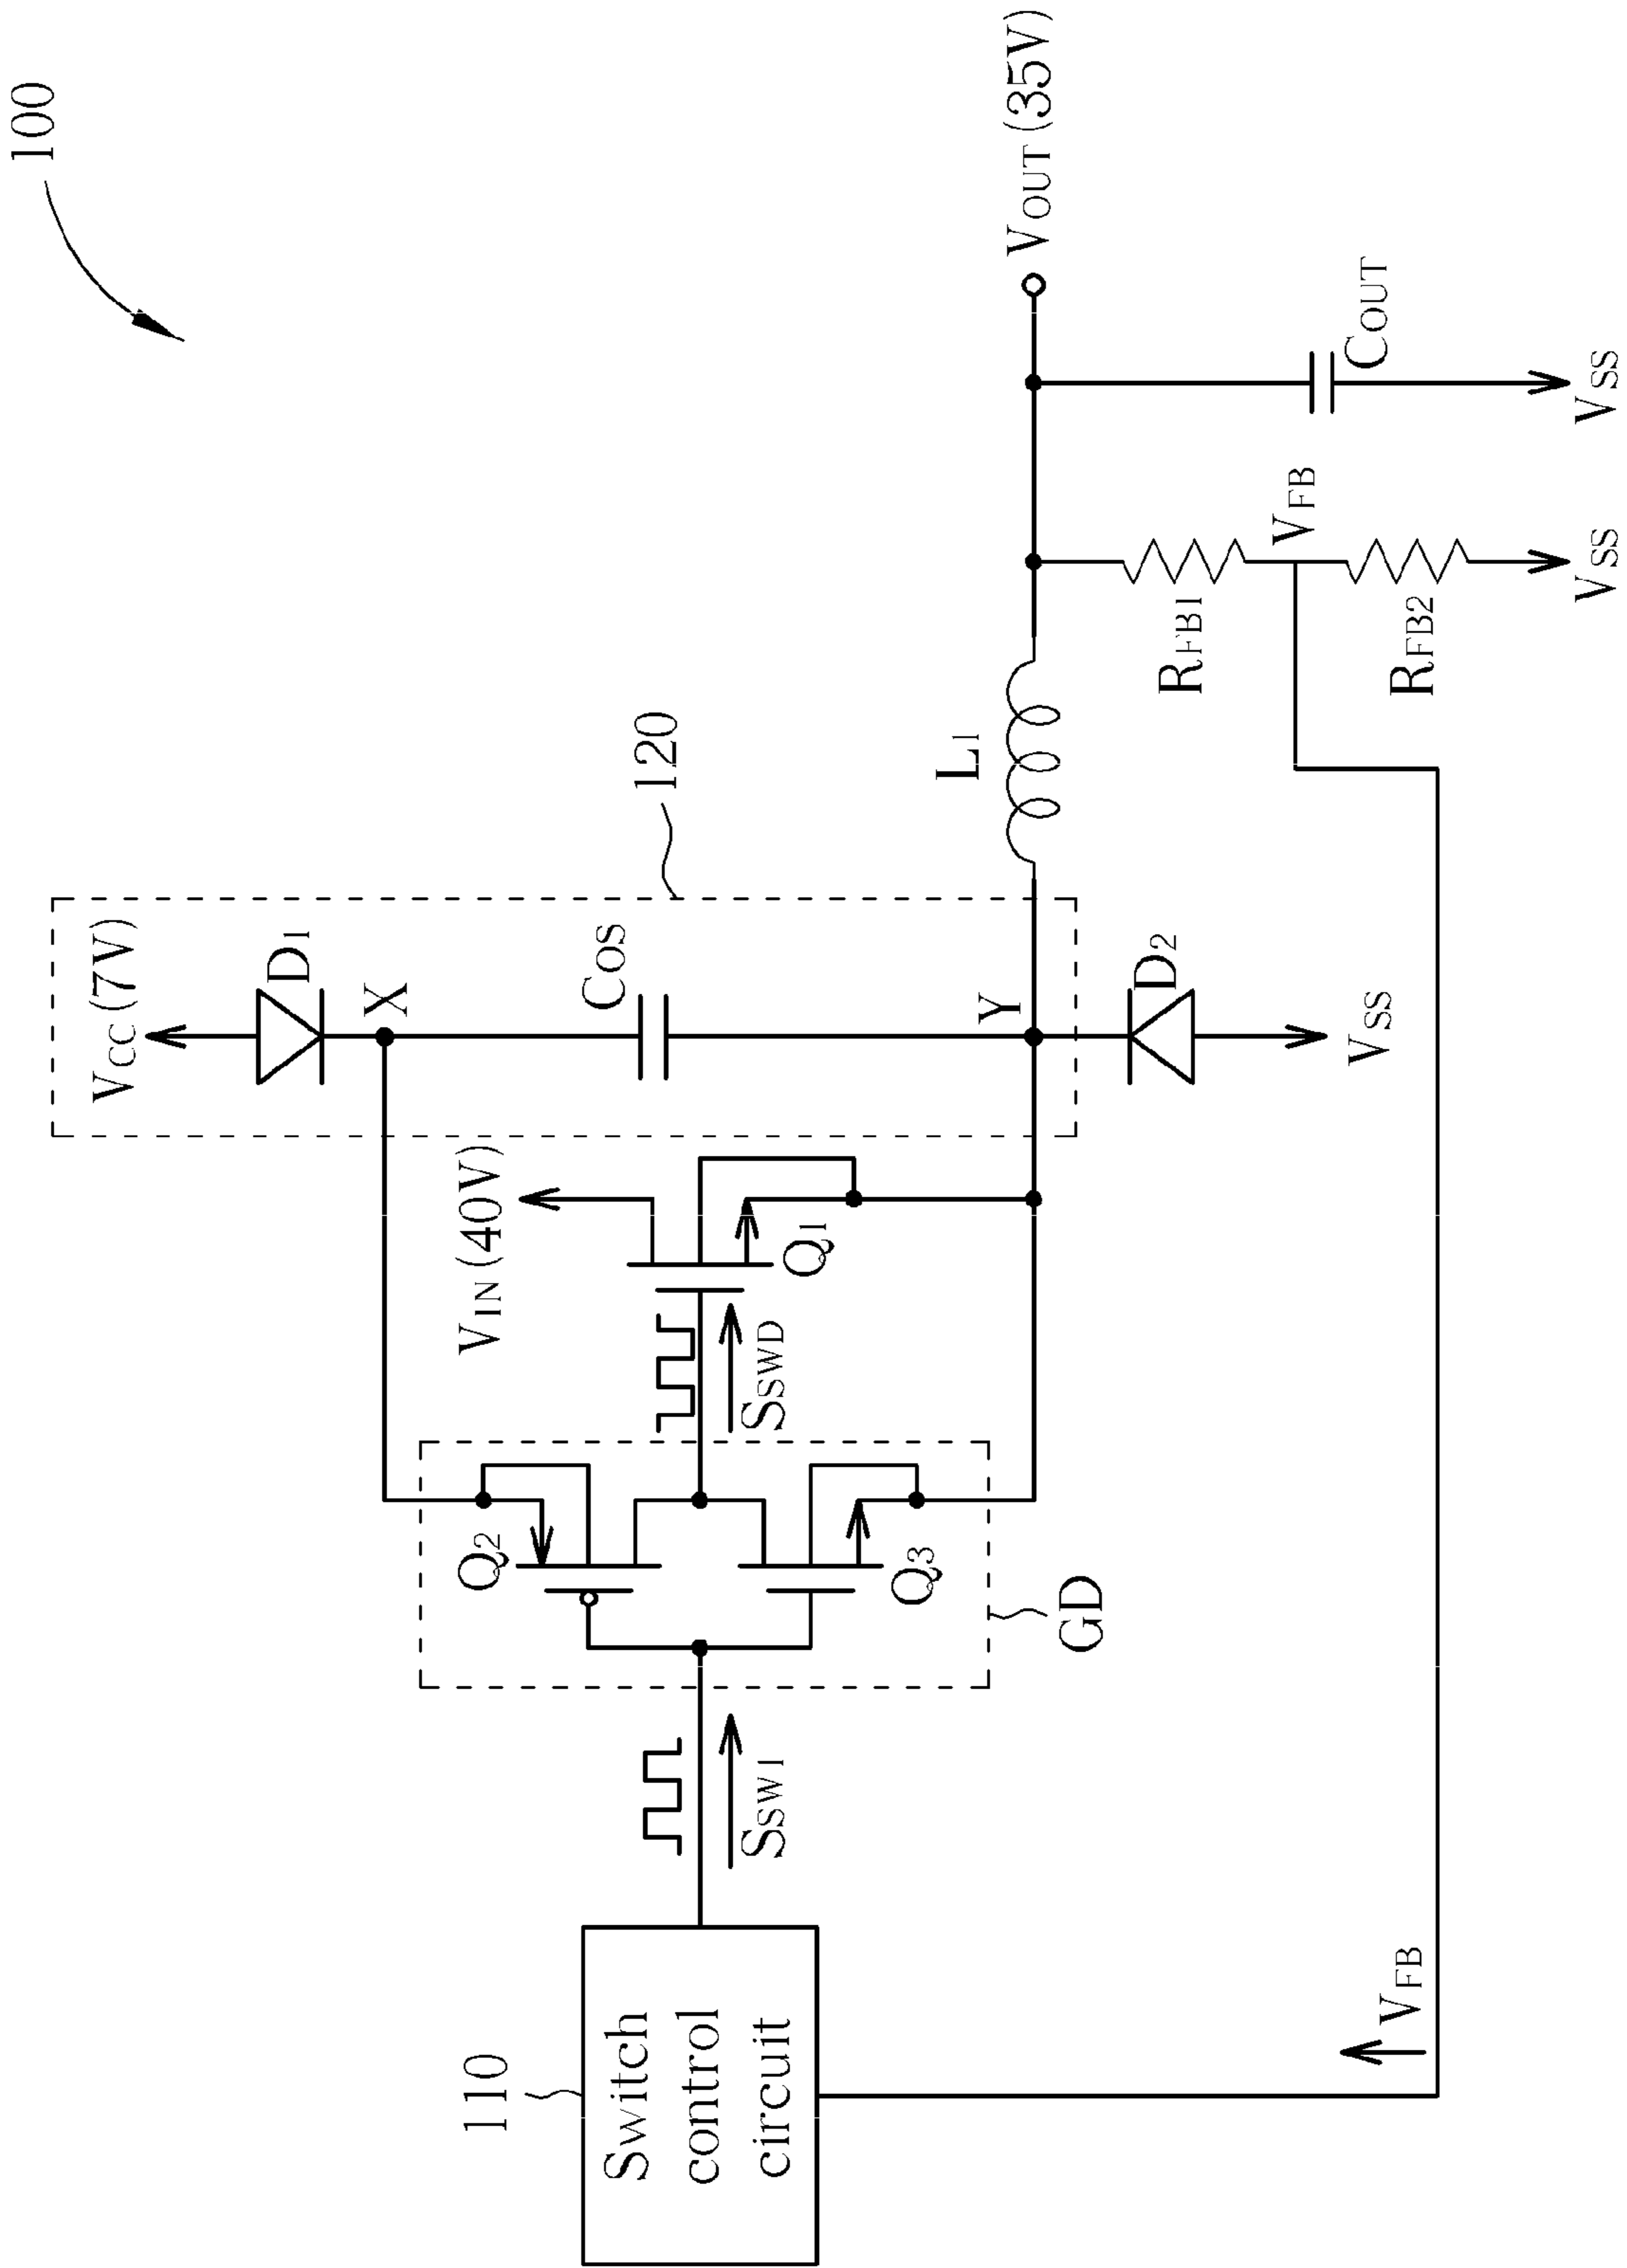 100
VCC (7V)
D1
X
120
COS
Y
L1
VOUT (35V)
VIN (40V)
Q1
SSWD
Q2
Q3
GD
SSW1
110
Switch
control
circuit
D2
VSS
RFB1
VFB
RFB2
VSS
COUT
VSS
VFB